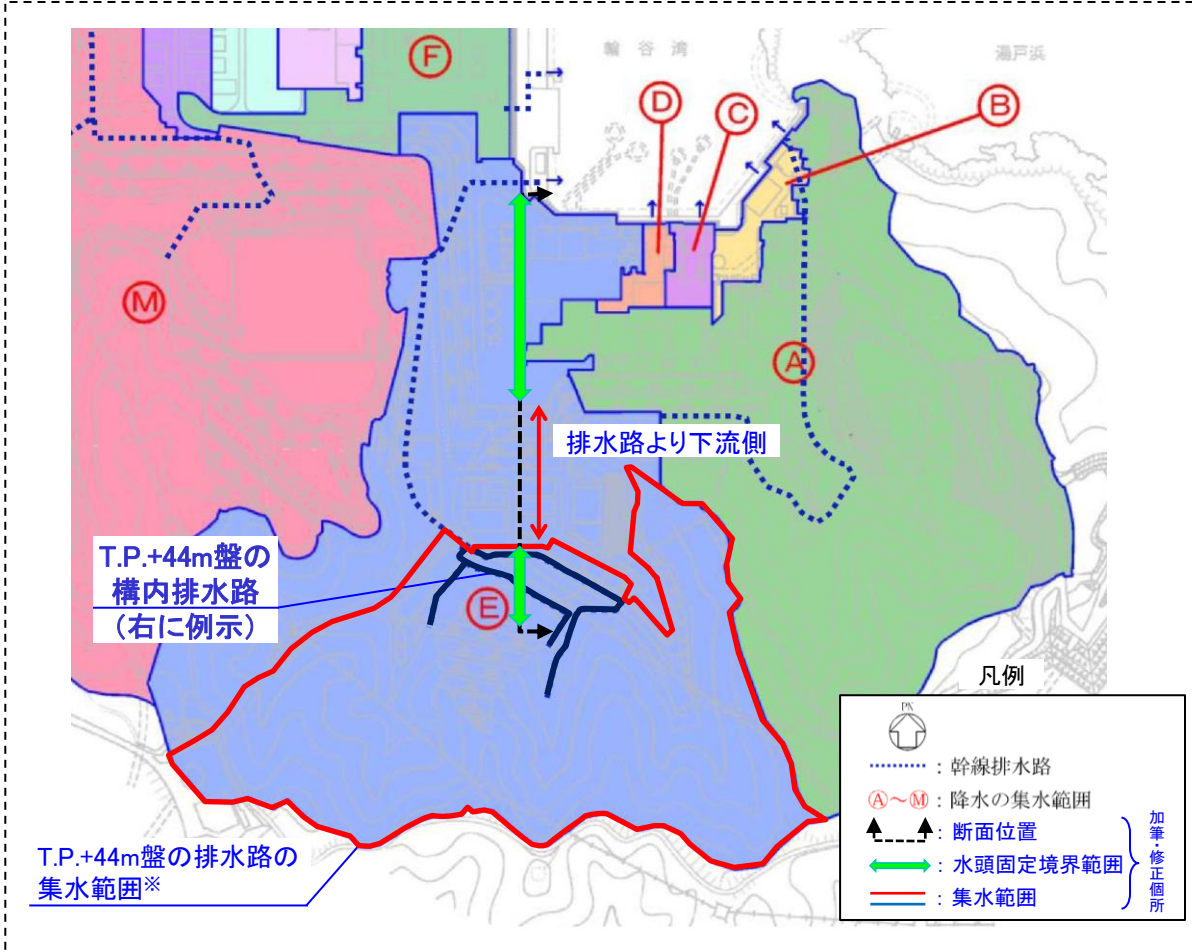 輪谷湾
湯戸浜
F
D
C
B
M
A
排水路より下流側
T.P.+44m盤の
構内排水路
(右に例示)
E
凡例
PN
:幹線排水路
Ⓐ~Ⓜ:降水の集水範囲
:断面位置
:水頭固定境界範囲
:集水範囲
加筆・修正個所
T.P.+44m盤の排水路の
集水範囲※